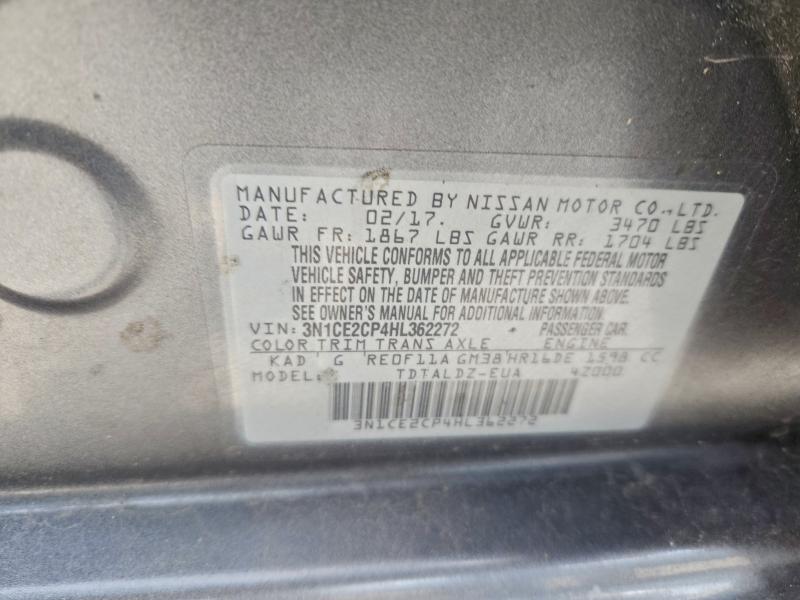 MANUFACTURED BY NISSAN MOTOR CO.,LTD.
DATE: 02/17. GVWR: 3470 LBS
GAWR FR: 1867 LBS GAWR RR: 1704 LBS
THIS VEHICLE CONFORMS TO ALL APPLICABLE FEDERAL MOTOR
VEHICLE SAFETY, BUMPER AND THEFT PREVENTION STANDARDS
IN EFFECT ON THE DATE OF MANUFACTURE SHOWN ABOVE.
SEE OWNER'S MANUAL FOR ADDITIONAL INFORMATION.
VIN: 3N1CE2CP4HL362272 PASSENGER CAR
COLOR TRIM TRANS AXLE ENGINE
KAD G RE0F11A GM38 HR16DE 1598 CC
MODEL: TDTALDZ-EUA 42000
3N1CE2CP4HL362272